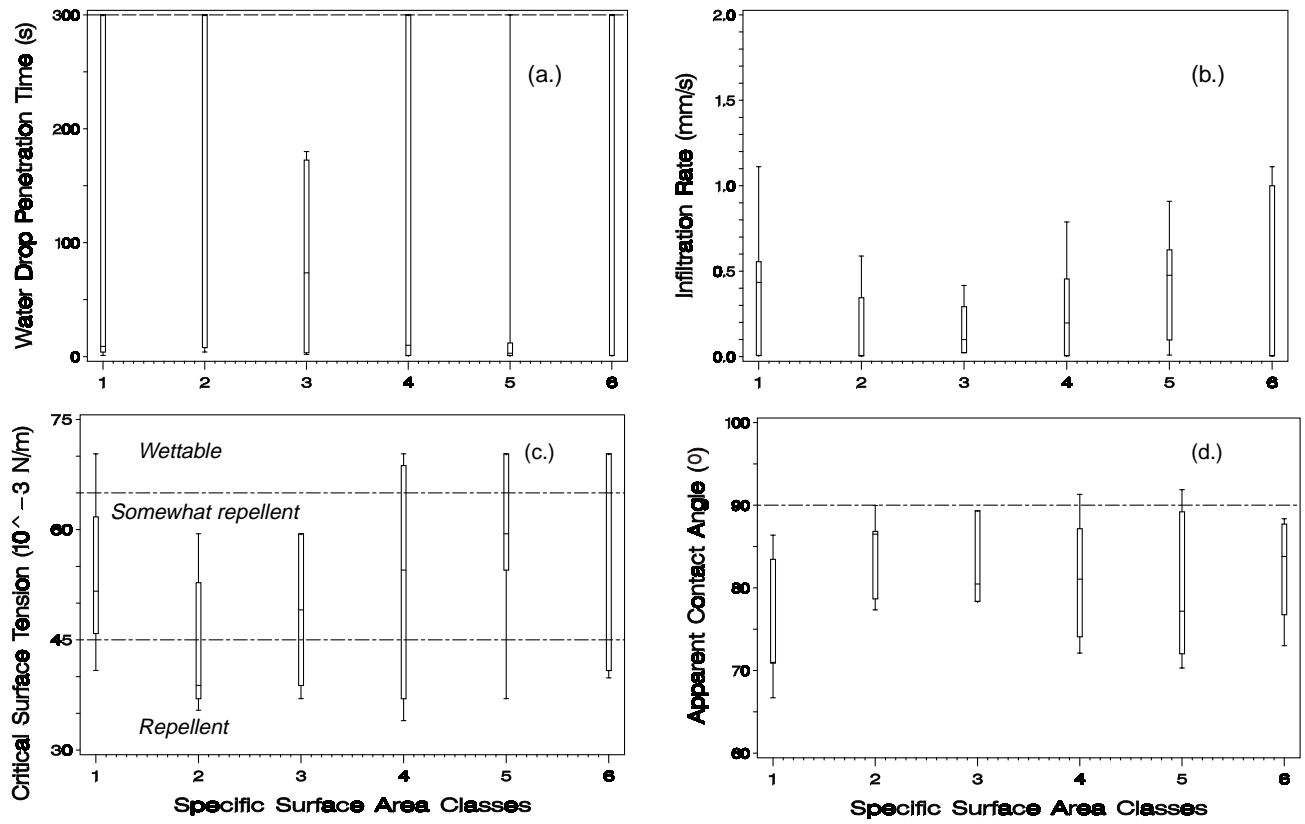 Water Drop Penetration Time (s)
300
200
100
0
(a.)
1 2 3 4 5 6
Infiltration Rate (mm/s)
2.0
1.5
1.0
0.5
0.0
(b.)
1 2 3 4 5 6
Critical Surface Tension (10^-3 N/m)
75
60
45
30
Wettable
(c.)
Somewhat repellent
Repellent
1 2 3 4 5 6
Specific Surface Area Classes
Apparent Contact Angle (0)
100
90
80
70
60
(d.)
1 2 3 4 5 6
Specific Surface Area Classes